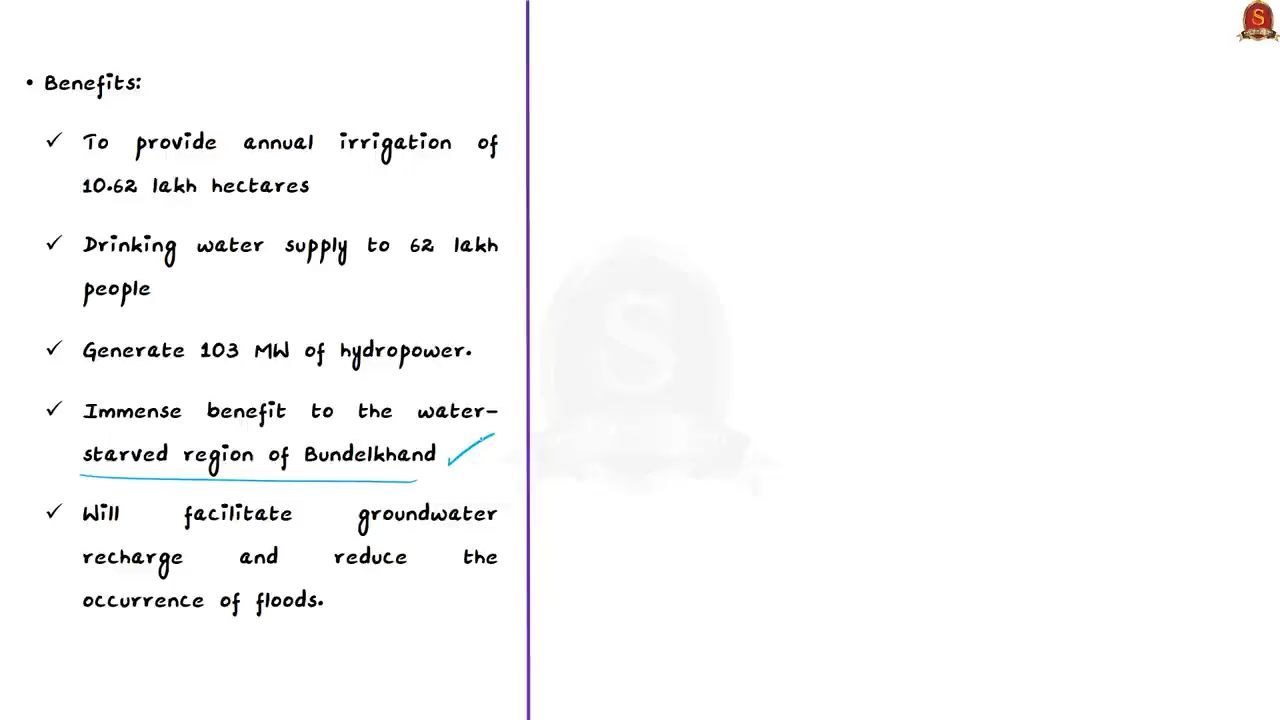 • Benefits:
✓ To provide annual irrigation of
10.62 lakh hectares
✓ Drinking water supply to 62 lakh
people
✓ Generate 103 MW of hydropower.
✓ Immense benefit to the water-
starved region of Bundelkhand
✓ Will facilitate groundwater
recharge and reduce the
occurrence of floods.
S
S